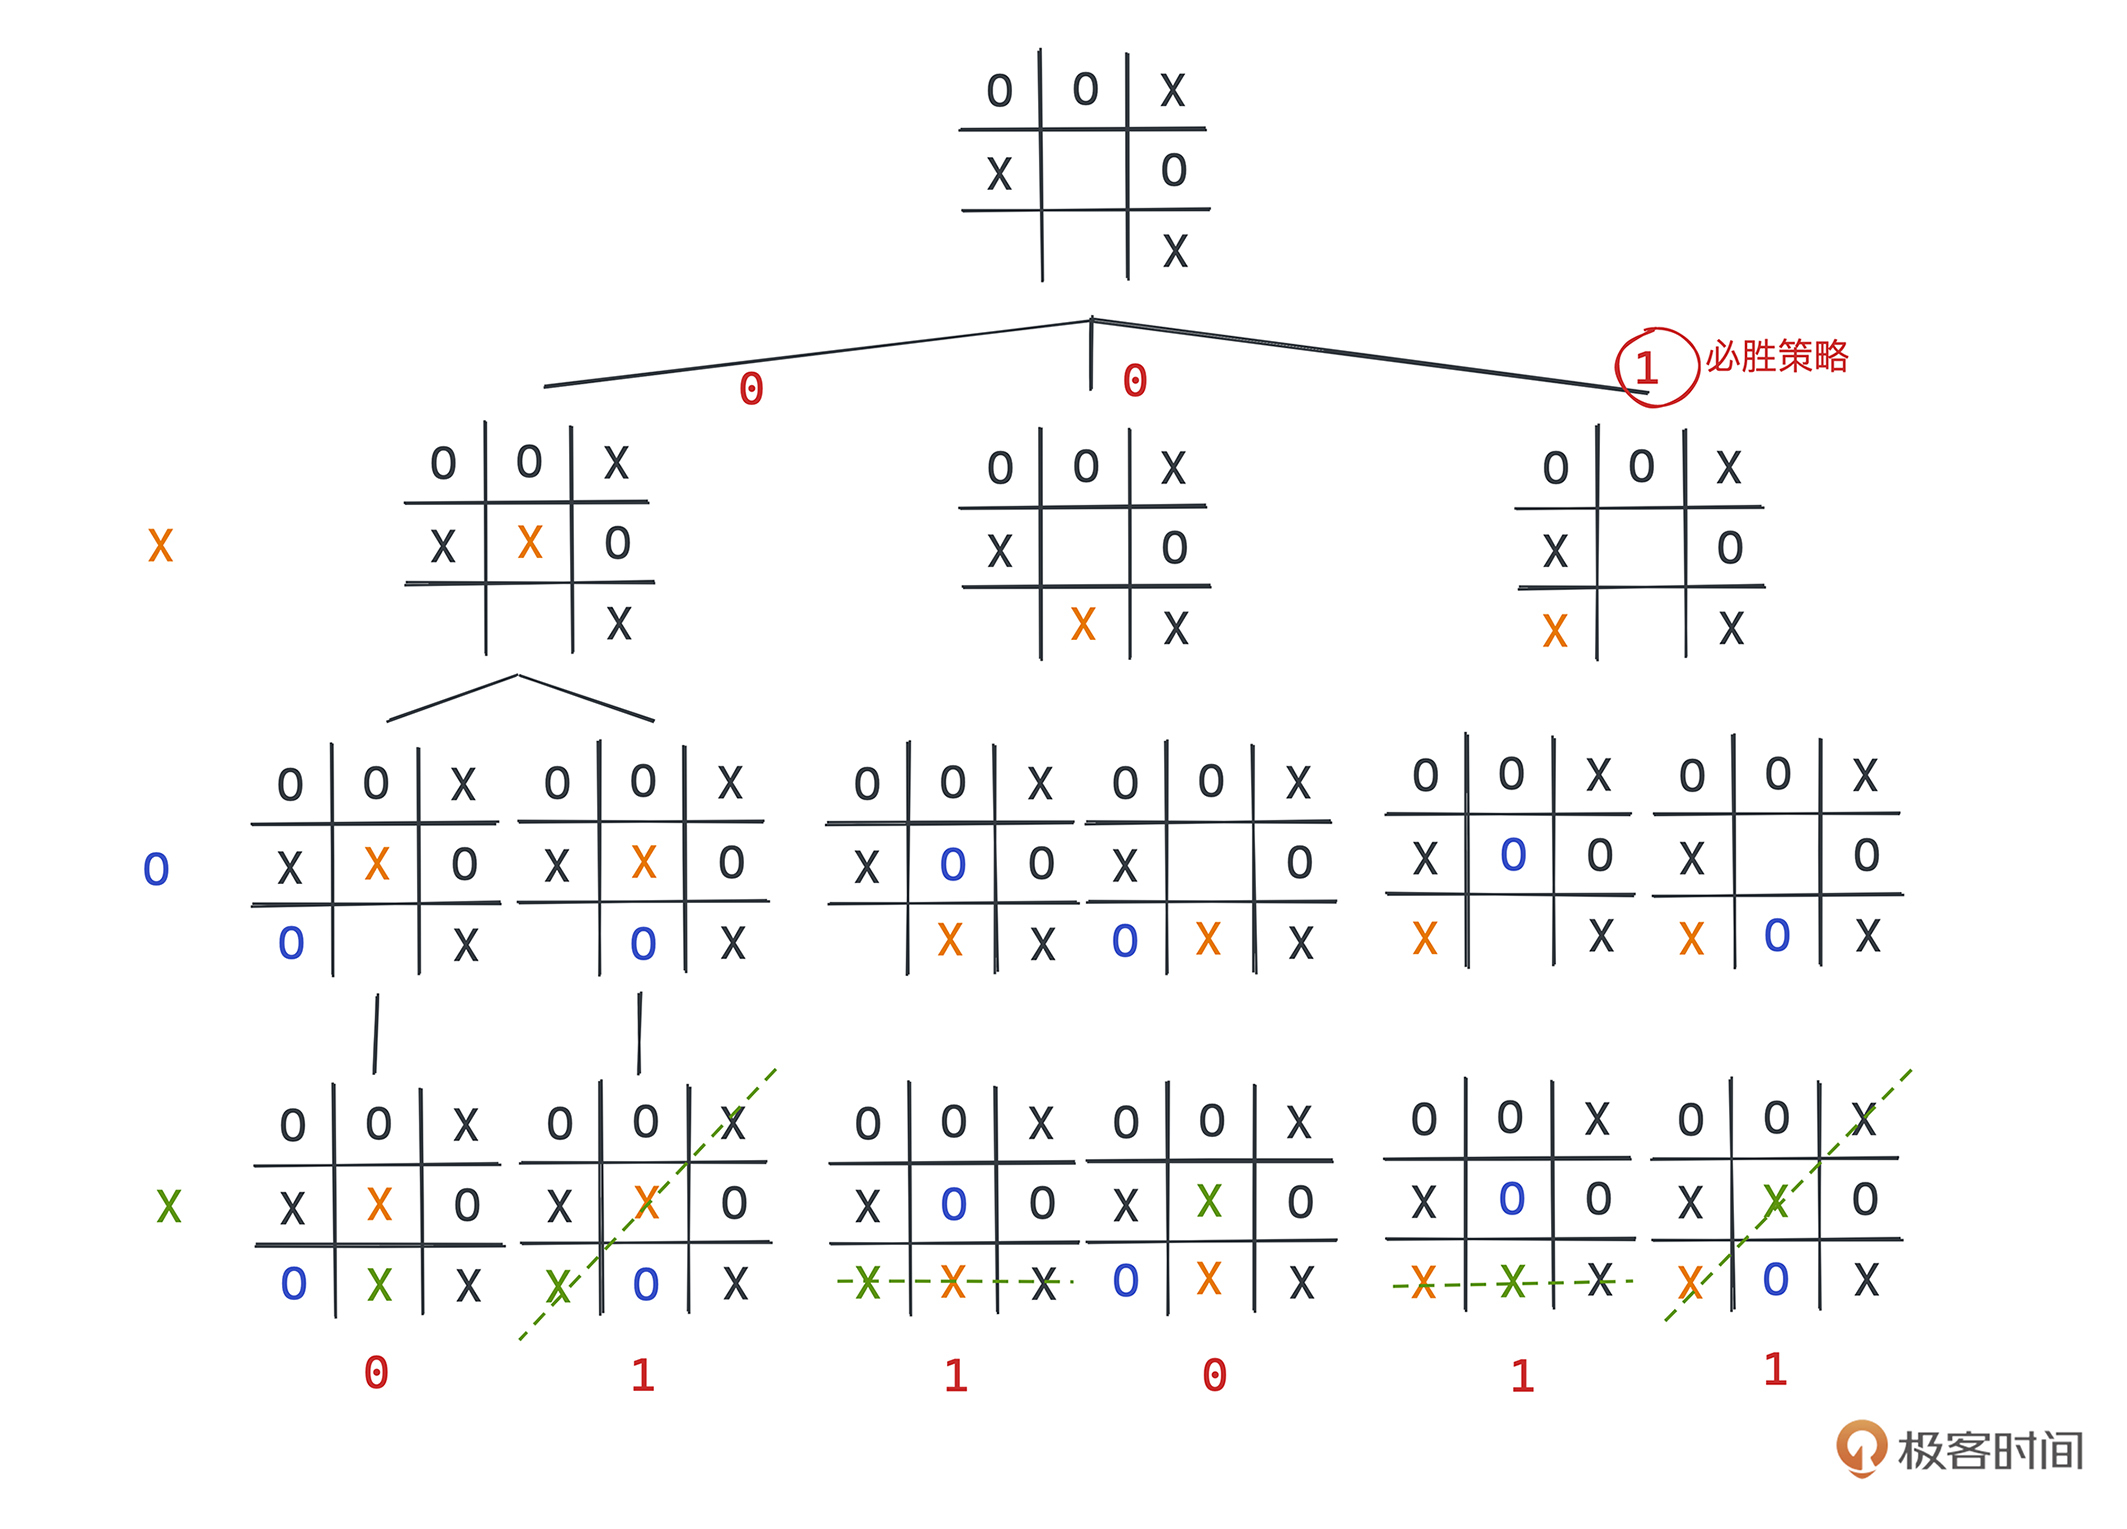 O O X
X O
X
0 0 1 必胜策略
O O X O O X O O X
X X X O X O X O
X X X X X
O O O X O O X O O X O O X O O X O O X
X X O X X O X O O X O X O O X O
O X O X X X O X X X X X O X
X O O X O O X O O X O O X O O X O O X
X X O X X O X O O X X O X O O X X O
O X X X O X X X X O X X X X X X O X
0 1 1 0 1 1
极客时间